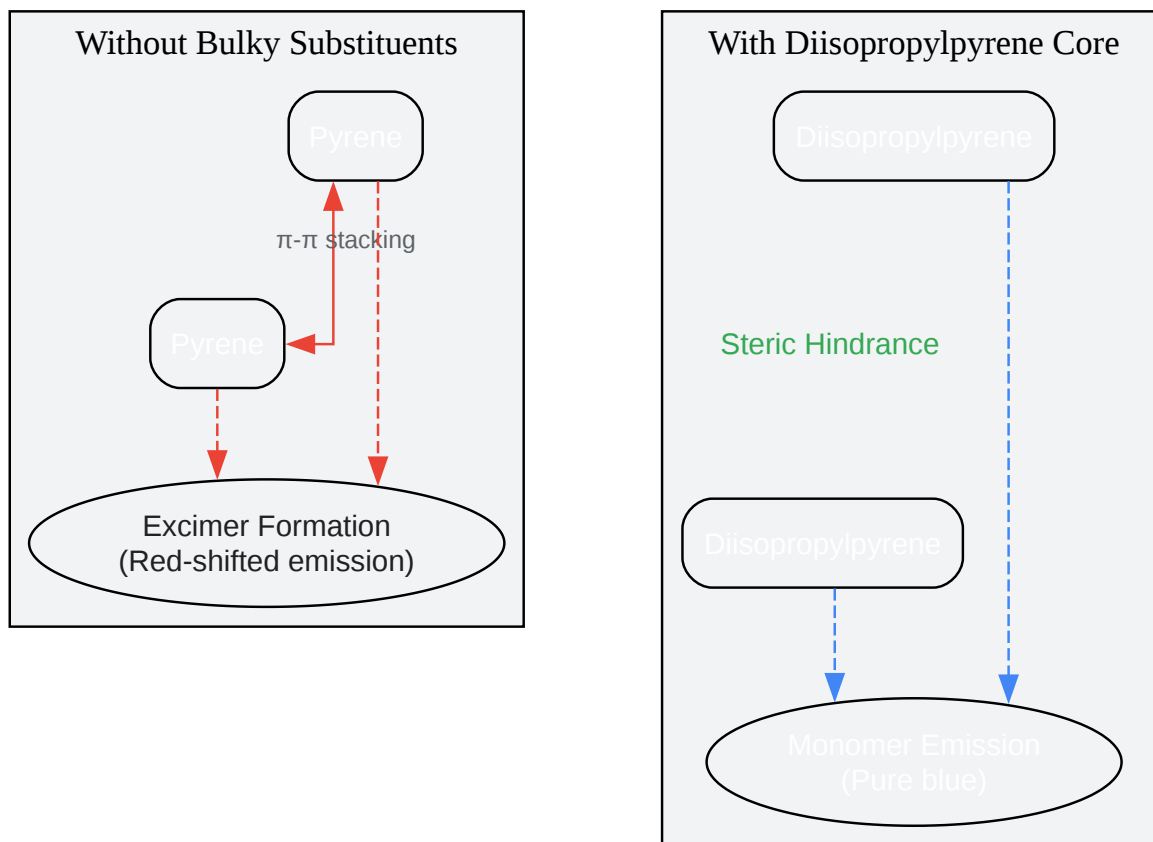 Without Bulky Substituents
Pyrene
π-π stacking
Pyrene
Excimer Formation
(Red-shifted emission)
With Diisopropylpyrene Core
Diisopropylpyrene
Steric Hindrance
Diisopropylpyrene
Monomer Emission
(Pure blue)